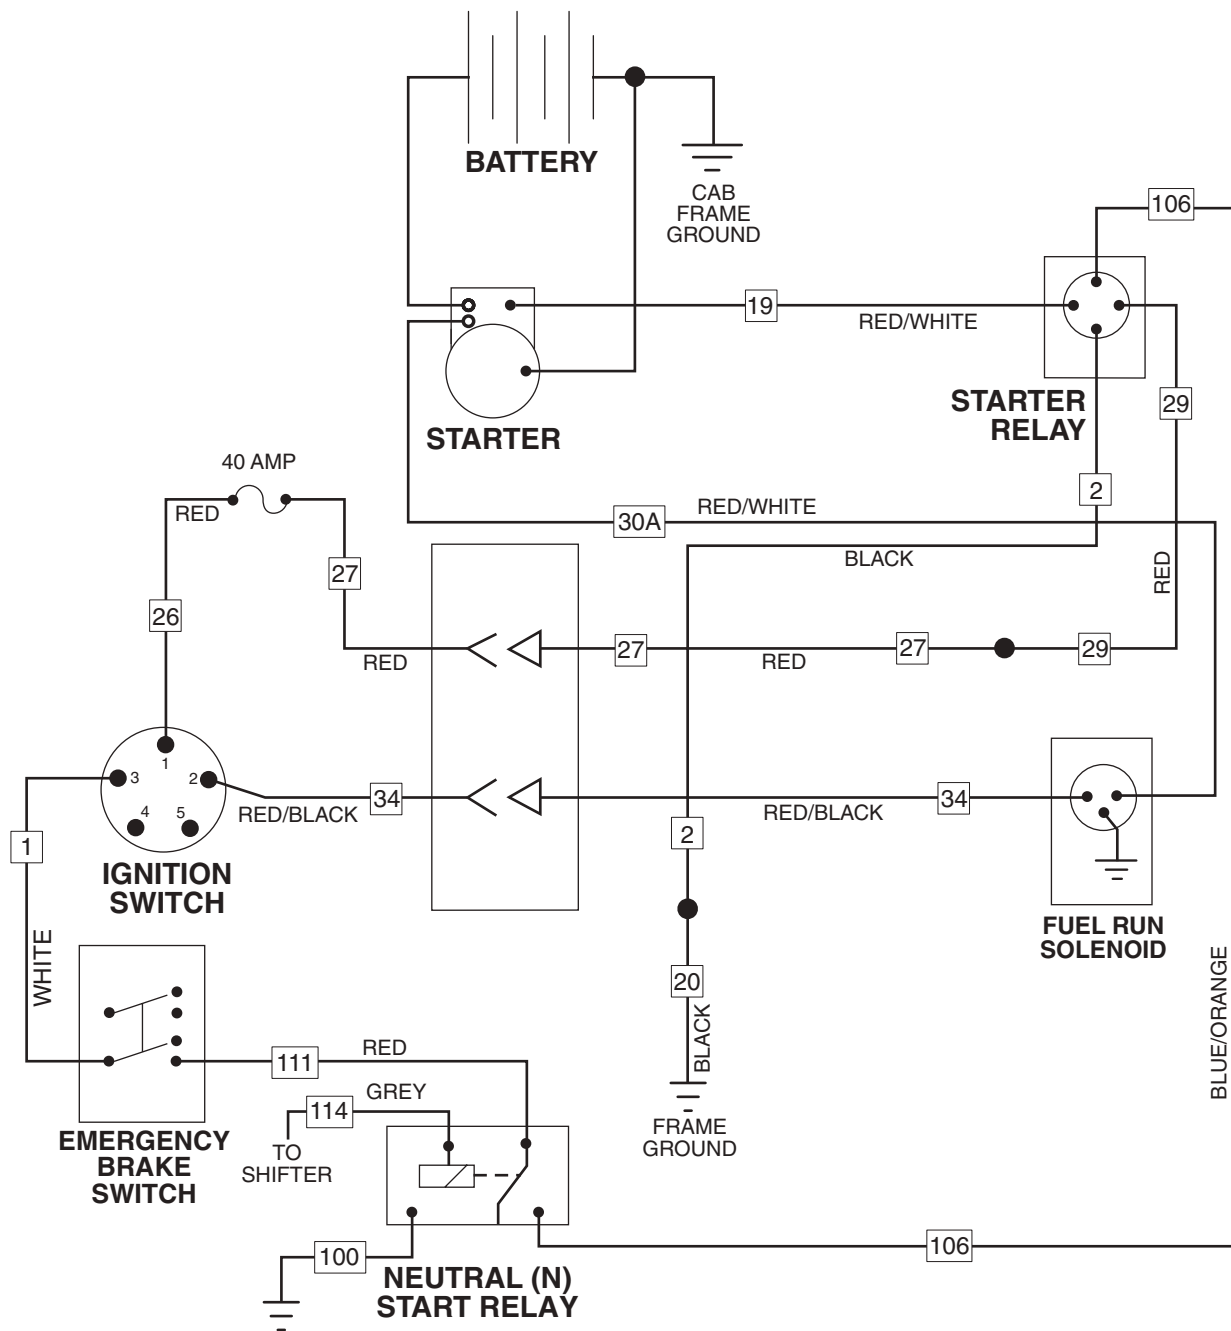 BATTERY
CAB
FRAME
GROUND
106
19
RED/WHITE
STARTER
RELAY
29
STARTER
40 AMP
RED
2
30A
RED/WHITE
BLACK
27
RED
26
RED
27
RED
27
29
1
3
2
4
5
RED/BLACK
34
RED/BLACK
34
IGNITION
SWITCH
1
2
WHITE
FUEL RUN
SOLENOID
20
BLACK
BLUE/ORANGE
111
RED
114
GREY
TO
SHIFTER
FRAME
GROUND
EMERGENCY
BRAKE
SWITCH
100
106
NEUTRAL (N)
START RELAY